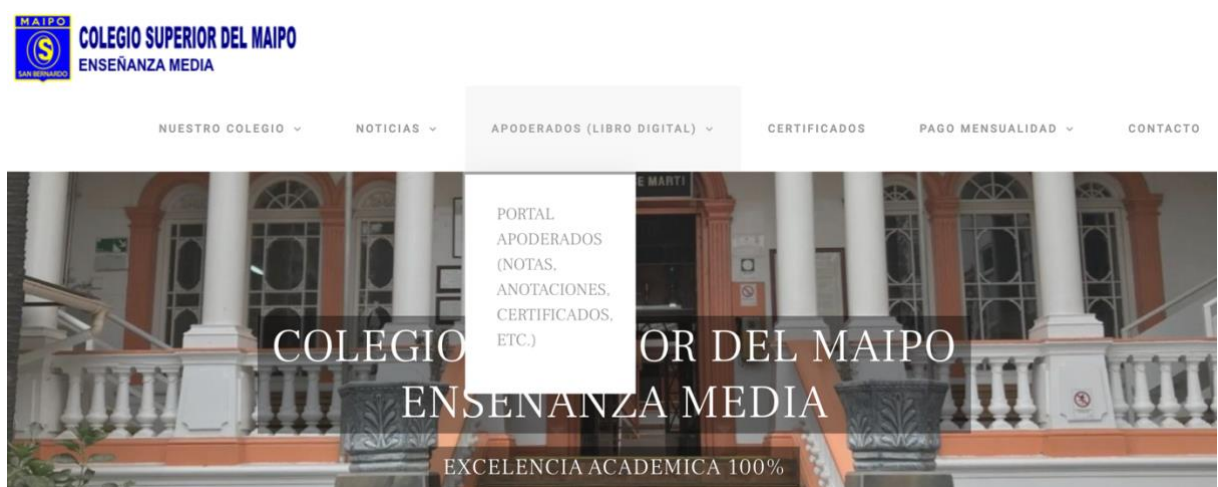 MAIPO
S
SAN BERNARDO
COLEGIO SUPERIOR DEL MAIPO
ENSEÑANZA MEDIA
NUESTRO COLEGIO
NOTICIAS
APODERADOS (LIBRO DIGITAL)
CERTIFICADOS
PAGO MENSUALIDAD
CONTACTO
E MARTI
PORTAL
APODERADOS
(NOTAS,
ANOTACIONES,
CERTIFICADOS,
ETC.)
COLEGIO OR DEL MAIPO
ENSEÑANZA MEDIA
EXCELENCIA ACADEMICA 100%